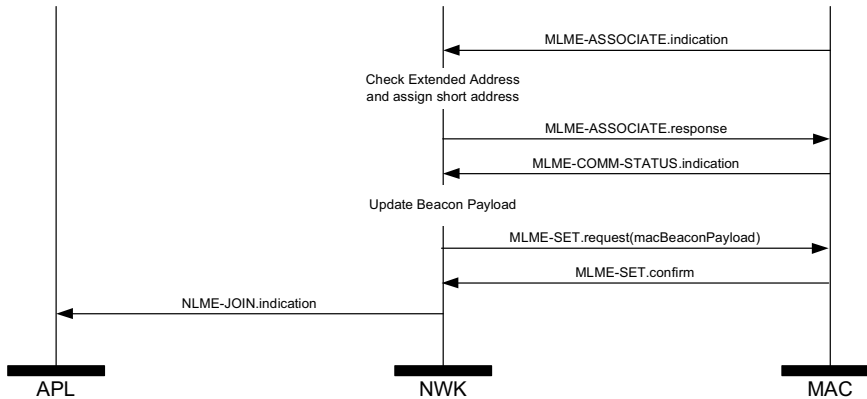 MLME-ASSOCIATE.indication
Check Extended Address
and assign short address
MLME-ASSOCIATE.response
MLME-COMM-STATUS.indication
Update Beacon Payload
MLME-SET.request(macBeaconPayload)
MLME-SET.confirm
NLME-JOIN.indication
APL
NWK
MAC